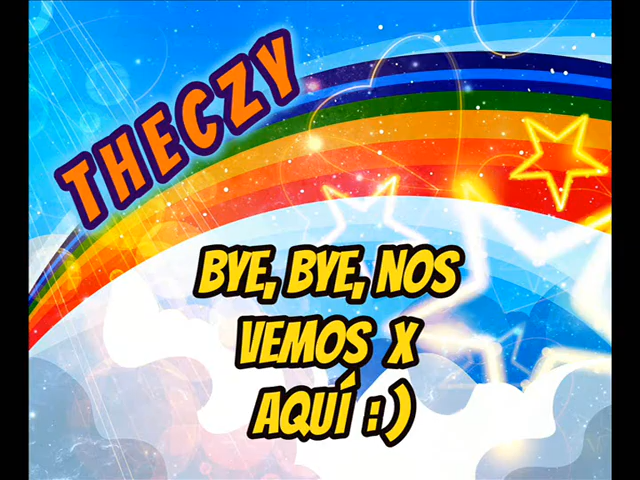 THECZY
BYE, BYE, NOS
VEMOS X
AQUÍ :)